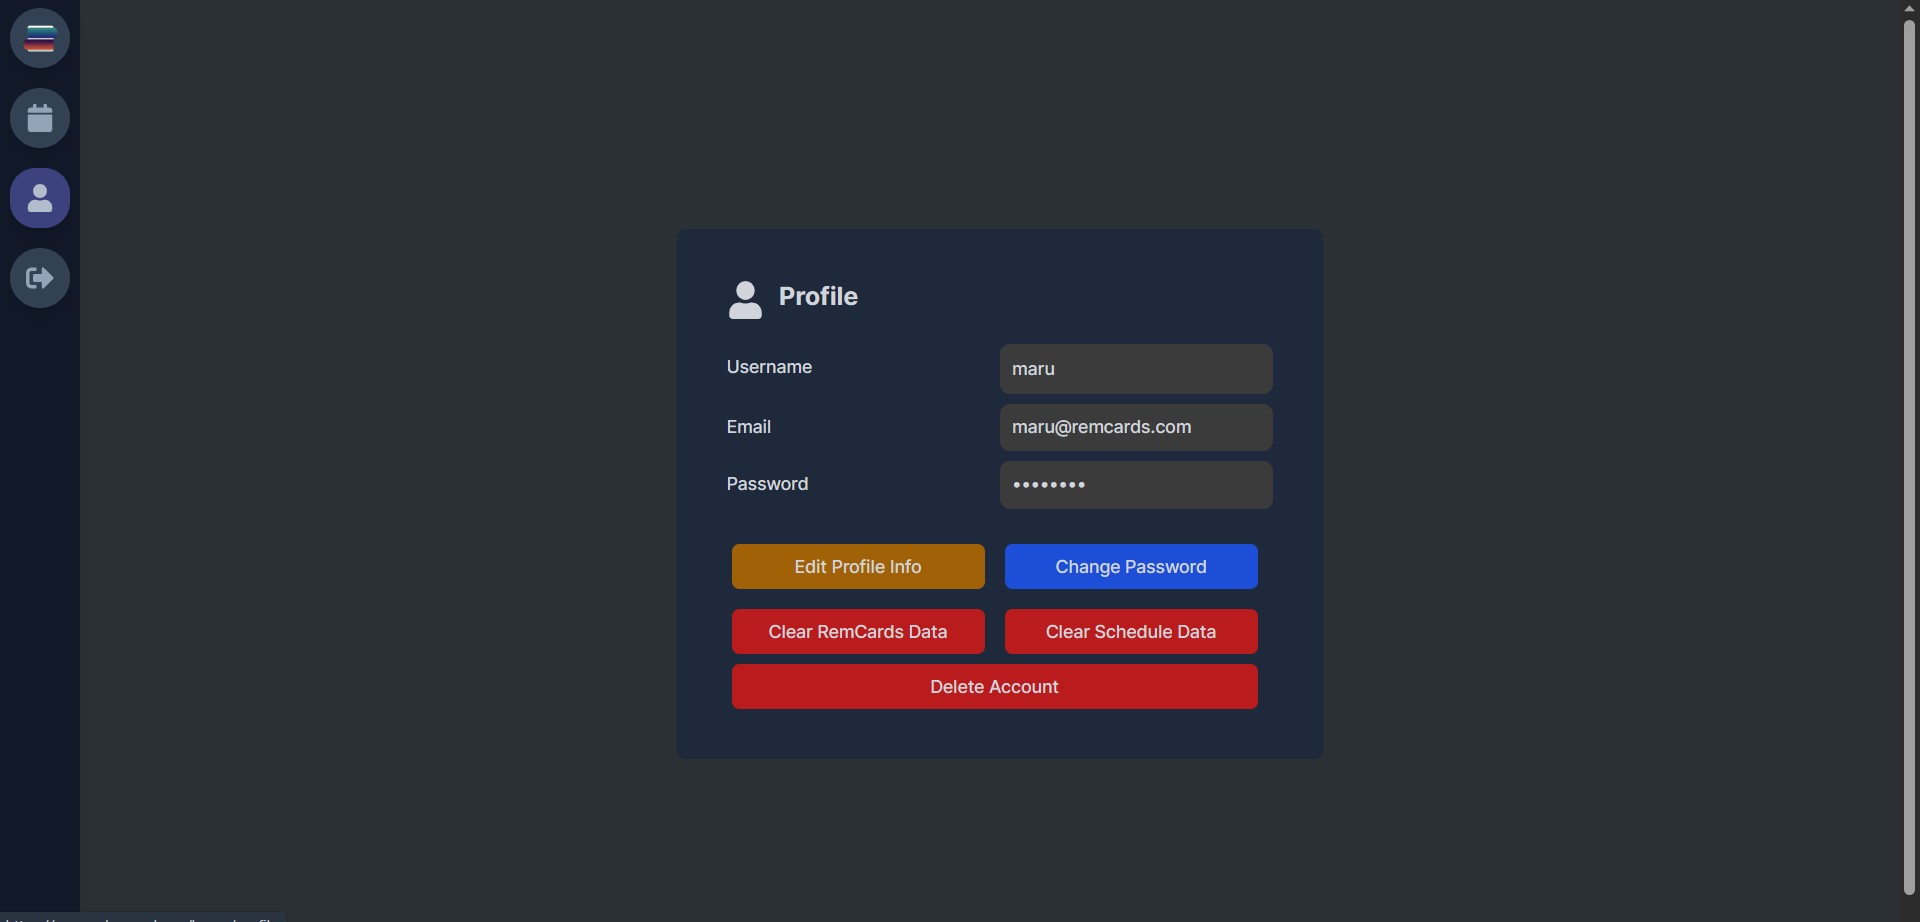 Profile
Username
maru
Email
maru@remcards.com
Password
••••••••
Edit Profile Info
Change Password
Clear RemCards Data
Clear Schedule Data
Delete Account